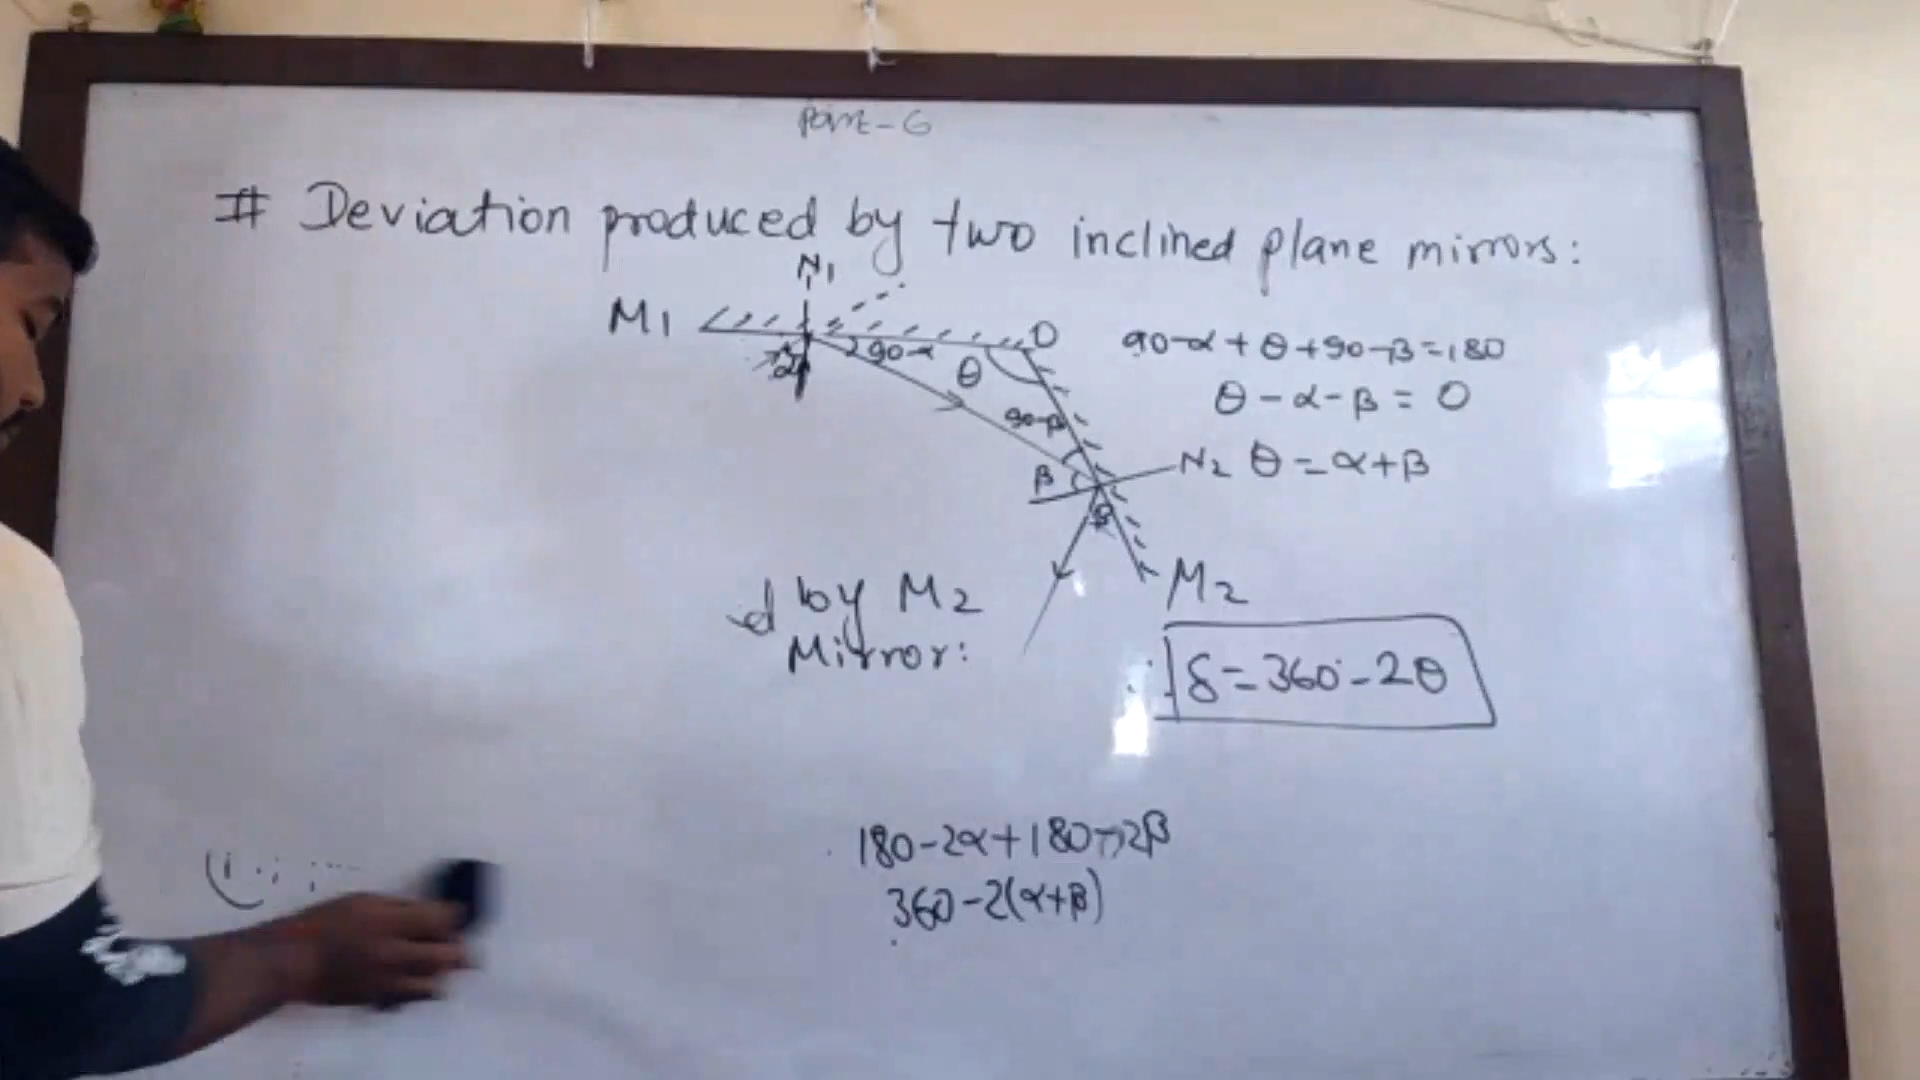 Part-6
# Deviation produced by two inclined plane mirrors:
N1
M1
O
α
90-α
θ
90-β
β
N2
M2
90-α+θ+90-β=180
θ-α-β=0
θ=α+β
d by M2
Mirror:
δ=360-2θ
180-2α+180-2β
360-2(α+β)